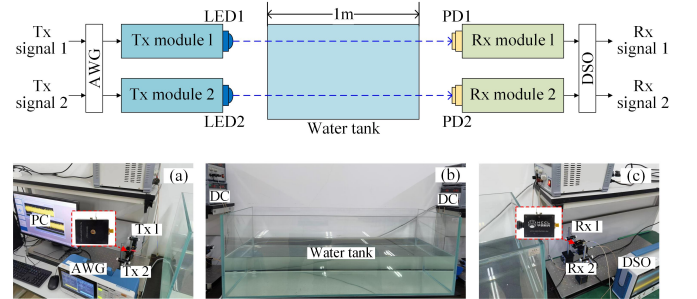 Tx
signal 1
Tx
signal 2
AWG
Tx module 1
Tx module 2
LED1
LED2
1m
Water tank
PD1
PD2
Rx module 1
Rx module 2
DSO
Rx
signal 1
Rx
signal 2
(a)
PC
Tx 1
Tx 2
AWG
(b)
DC
DC
Water tank
(c)
Rx 1
Rx 2
DSO